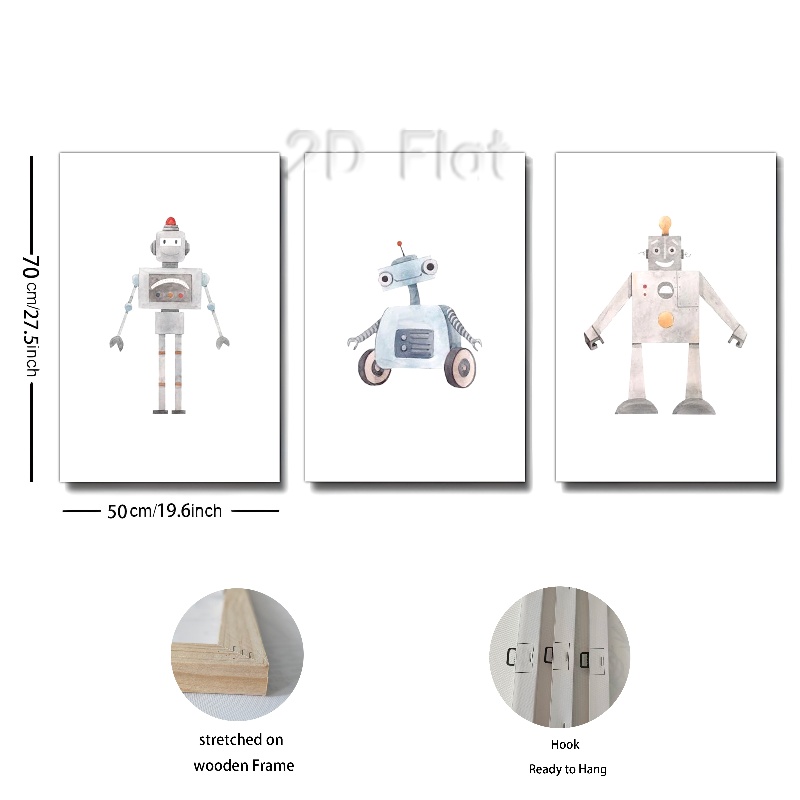 2D Flat
70 cm/27.5inch
50cm/19.6inch
stretched on
wooden Frame
Hook
Ready to Hang